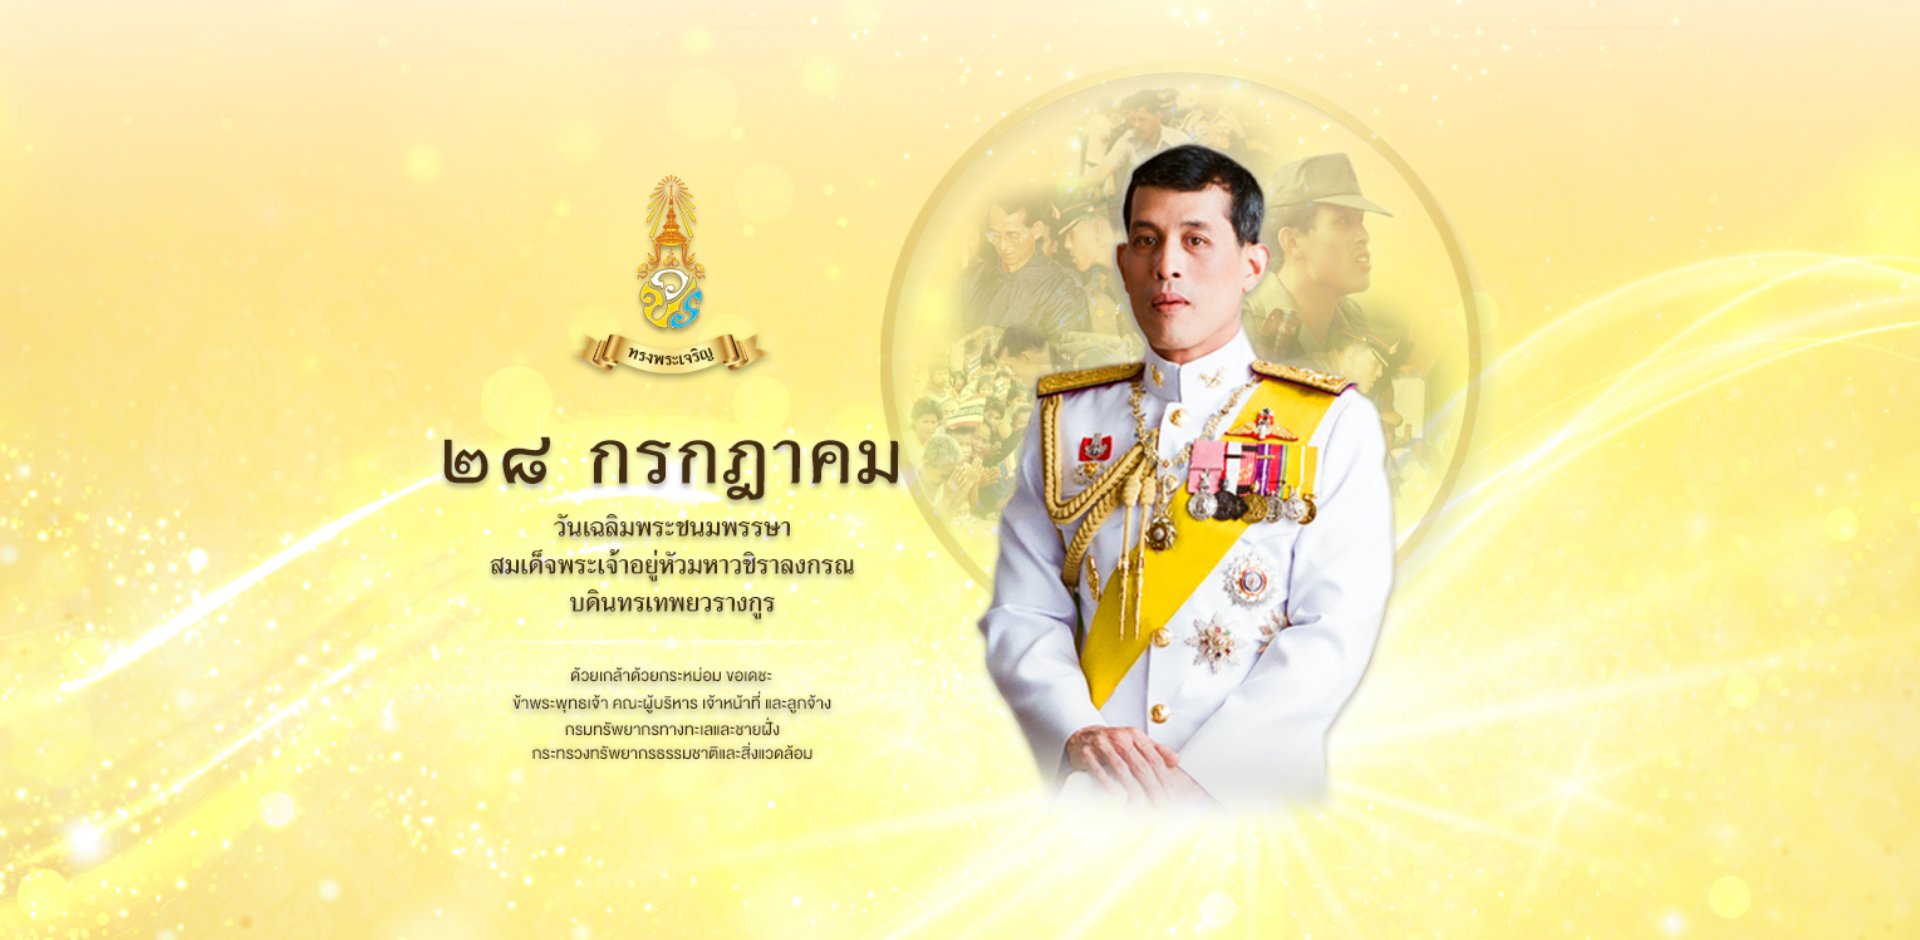 ทรงพระเจริญ
๒๘ กรกฎาคม
วันเฉลิมพระชนมพรรษา
สมเด็จพระเจ้าอยู่หัวมหาวชิราลงกรณ
บดินทรเทพยวรางกูร
ด้วยเกล้าด้วยกระหม่อม ขอเดชะ
ข้าพระพุทธเจ้า คณะผู้บริหาร เจ้าหน้าที่ และลูกจ้าง
กรมทรัพยากรทางทะเลและชายฝั่ง
กระทรวงทรัพยากรธรรมชาติและสิ่งแวดล้อม